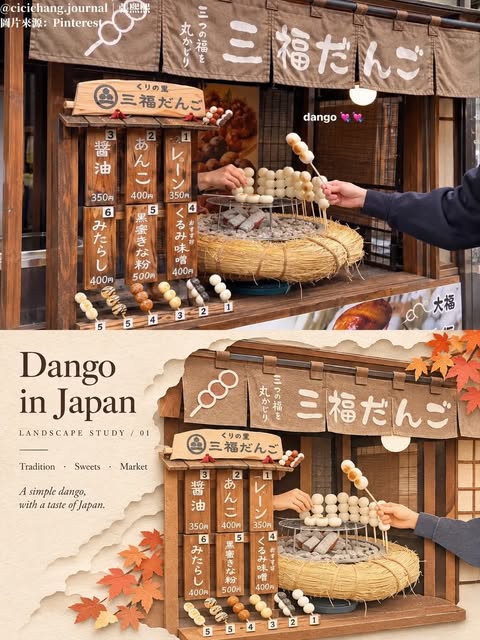 @cicichang.journal | 桌熙熙
圖片來源：Pinterest
三つの福を
丸かじり
三福だんご
dango
くりの里
三福だんご
3
醤油
350円
2
あんこ
400円
1
レーン
350円
6
みたらし
400円
5
黒蜜きな粉
500円
4
おすすめ
くるみ味噌
400円
5 5 4 3 2 1
大福
Dango
in Japan
LANDSCAPE STUDY / 01
Tradition · Sweets · Market
A simple dango,
with a taste of Japan.
三つの福を
丸かじり
三福だんご
くりの里
三福だんご
3
醤油
350円
2
あんこ
400円
1
レーン
350円
6
みたらし
400円
5
黒蜜きな粉
500円
4
おすすめ
くるみ味噌
400円
5 5 - 4 3 2 1